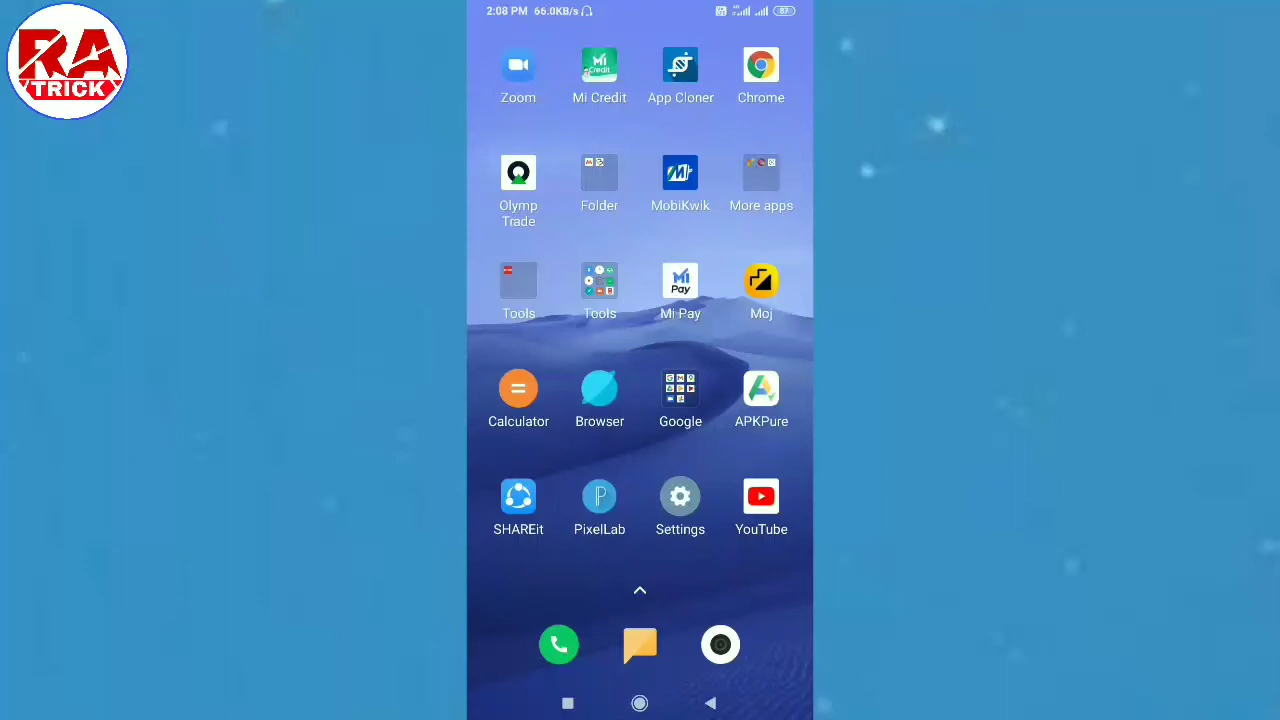 RA
TRICK
2:08 PM 66.0KB/s 87
Zoom
Mi Credit
App Cloner
Chrome
Olymp
Trade
Folder
MobiKwik
More apps
Tools
Tools
Mi Pay
Moj
Calculator
Browser
Google
APKPure
SHAREit
PixelLab
Settings
YouTube